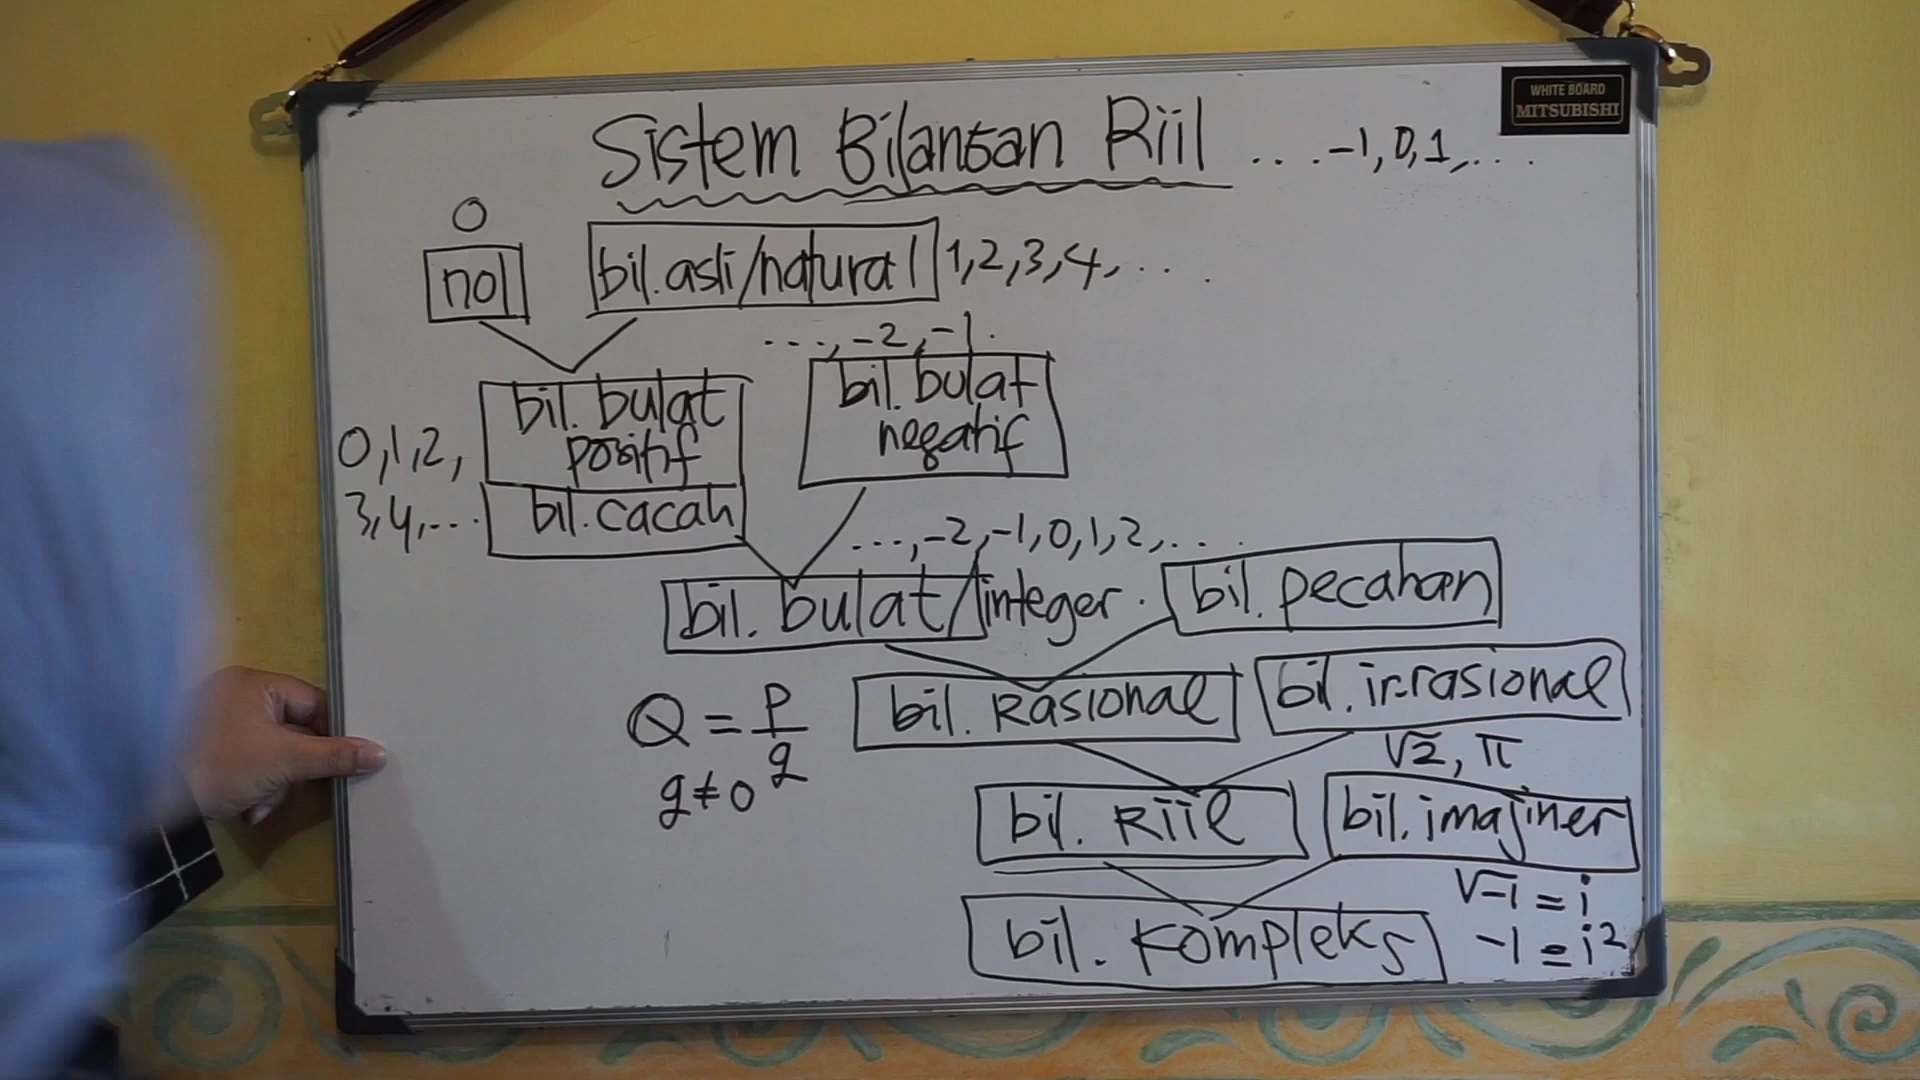 WHITE BOARD
MITSUBISHI
Sistem Bilangan Riil ...-1,0,1,...
0
nol
bil.asli/natural 1,2,3,4,...
...,-2,-1.
bil. bulat positif
bil. bulat negatif
0,1,2,
3,4,...
bil.cacah
...,-2,-1,0,1,2,...
bil. bulat/integer.
bil. pecahan
Q = p/q
q≠0
bil. Rasional
bil. irrasional
√2, π
bil. Riil
bil. imajiner
√-1 = i
-1 = i²
bil. Kompleks